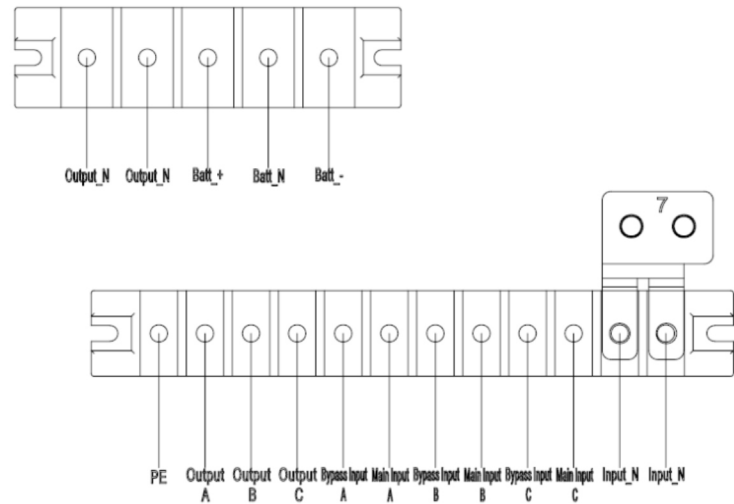 Output_N Output_N Batt_+ Batt_N Batt_-
7
PE Output A Output B Output C Bypass Input A Main Input A Bypass Input B Main Input B Bypass Input C Main Input C Input_N Input_N